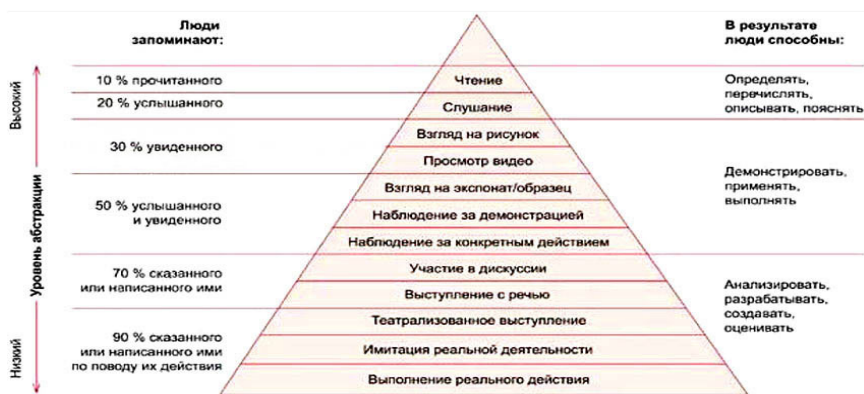 Люди
запоминают:
В результате
люди способны:
10 % прочитанного
20 % услышанного
30 % увиденного
50 % услышанного
и увиденного
70 % сказанного
или написанного ими
90 % сказанного
или написанного ими
по поводу их действия
Высокий
Уровень абстракции
Низкий
Чтение
Слушание
Взгляд на рисунок
Просмотр видео
Взгляд на экспонат/образец
Наблюдение за демонстрацией
Наблюдение за конкретным действием
Участие в дискуссии
Выступление с речью
Театрализованное выступление
Имитация реальной деятельности
Выполнение реального действия
Определять,
перечислять,
описывать, пояснять
Демонстрировать,
применять,
выполнять
Анализировать,
разрабатывать,
создавать,
оценивать